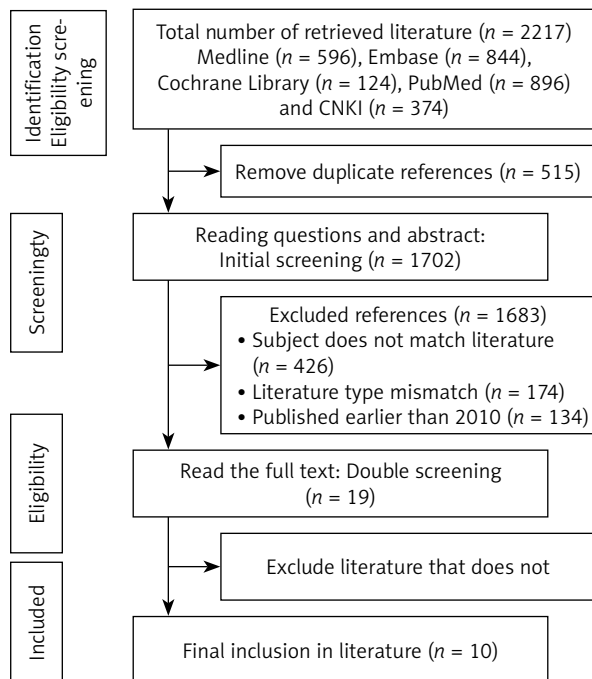 Identification
Eligibility scre-
ening
Total number of retrieved literature (n = 2217)
Medline (n = 596), Embase (n = 844),
Cochrane Library (n = 124), PubMed (n = 896)
and CNKI (n = 374)
Remove duplicate references (n = 515)
Screeningty
Reading questions and abstract:
Initial screening (n = 1702)
Excluded references (n = 1683)
• Subject does not match literature
(n = 426)
• Literature type mismatch (n = 174)
• Published earlier than 2010 (n = 134)
Eligibility
Read the full text: Double screening
(n = 19)
Exclude literature that does not
Included
Final inclusion in literature (n = 10)